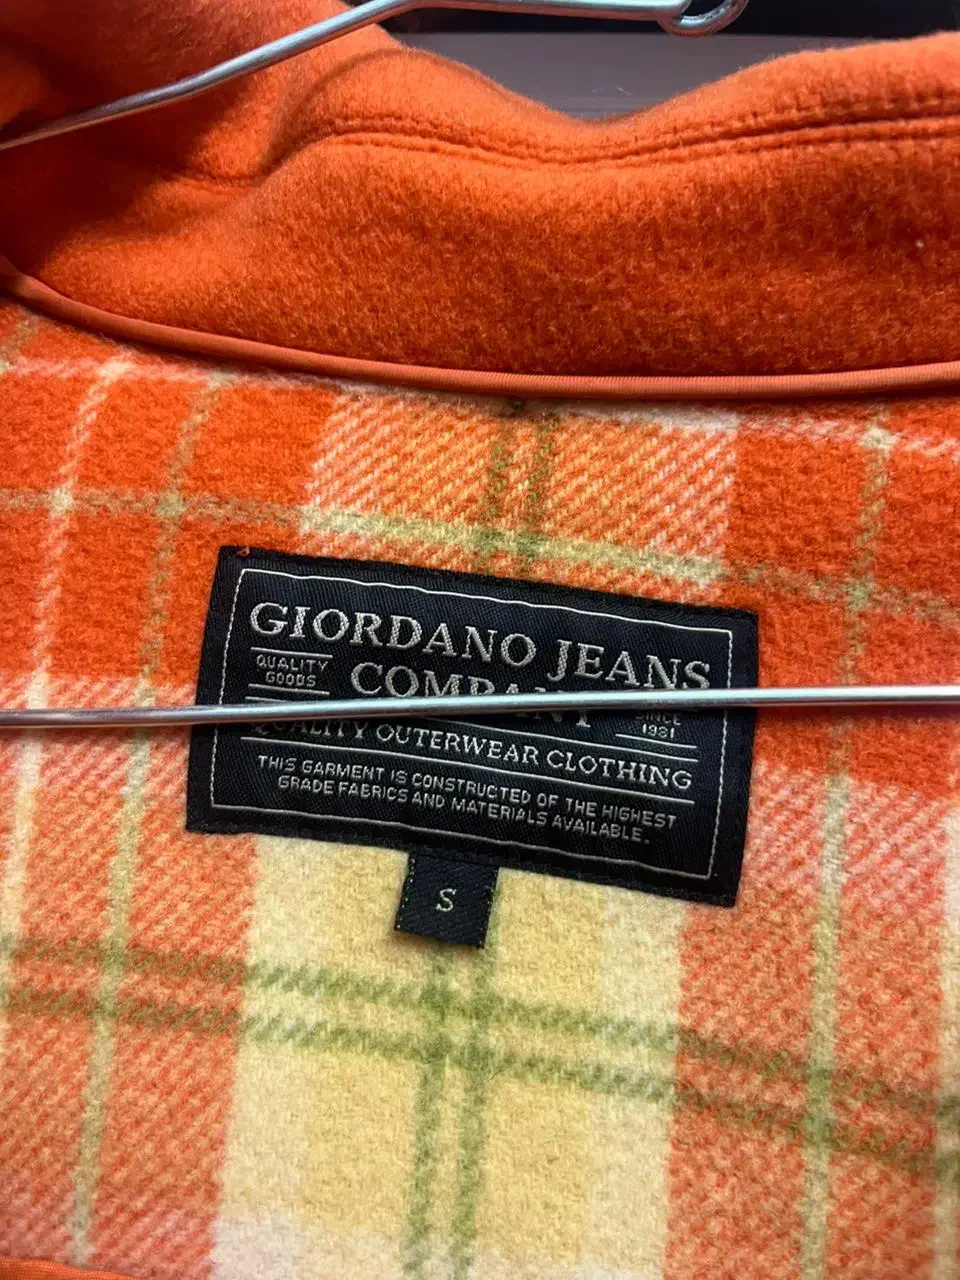 GIORDANO JEANS
QUALITY
GOODS
COMPANY
SINCE
1981
QUALITY OUTERWEAR CLOTHING
THIS GARMENT IS CONSTRUCTED OF THE HIGHEST
GRADE FABRICS AND MATERIALS AVAILABLE.
S